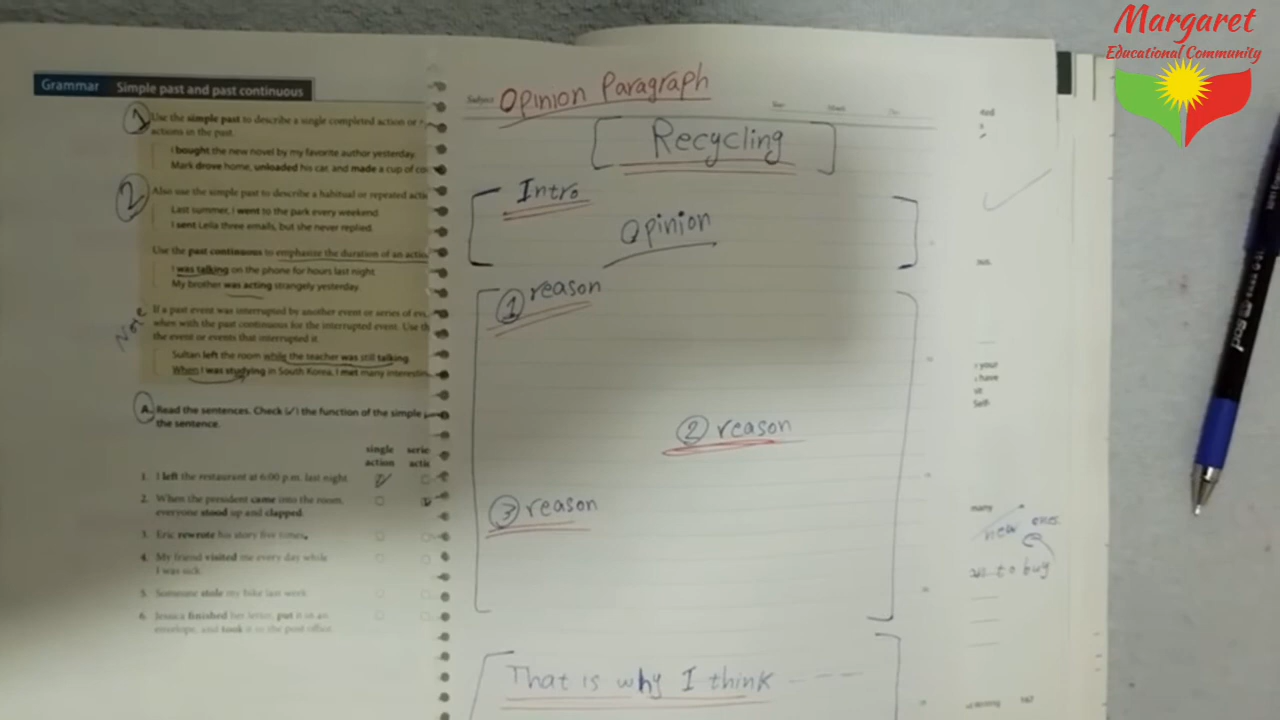 Margaret
Educational Community
Grammar Simple past and past continuous
1 Use the simple past to describe a single completed action or
actions in the past.
I bought the new novel by my favorite author yesterday.
Mark drove home, unloaded his car, and made a cup of
2 Also use the simple past to describe a habitual or repeated
Last summer, I went to the park every weekend.
I sent Leila three emails, but she never replied.
Use the past continuous to emphasize the duration of an
I was talking on the phone for hours last night.
My brother was acting strangely yesterday.
Note
If a past event was interrupted by another event or series of
when with the past continuous for the interrupted event. Use
the event or events that interrupted it.
Sultan left the room while the teacher was still talking.
When I was studying in South Korea, I met many
A. Read the sentences. Check (✓) the function of the simple
the sentence.
single
action
1. I left the restaurant at 6:00 p.m. last night.
2. When the president came into the room,
everyone stood up and clapped.
3. Eric rewrote his story five times.
4. My friend visited me every day while
I was sick.
5. Someone stole my bike last week.
6. Jessica finished her letter, put it in an
envelope, and took it to the post office.
Subject Opinion Paragraph
[Recycling]
Intro
Opinion
① reason
② reason
③ reason
That is why I think - - - -
your
have
Self
many
new ones.
to buy